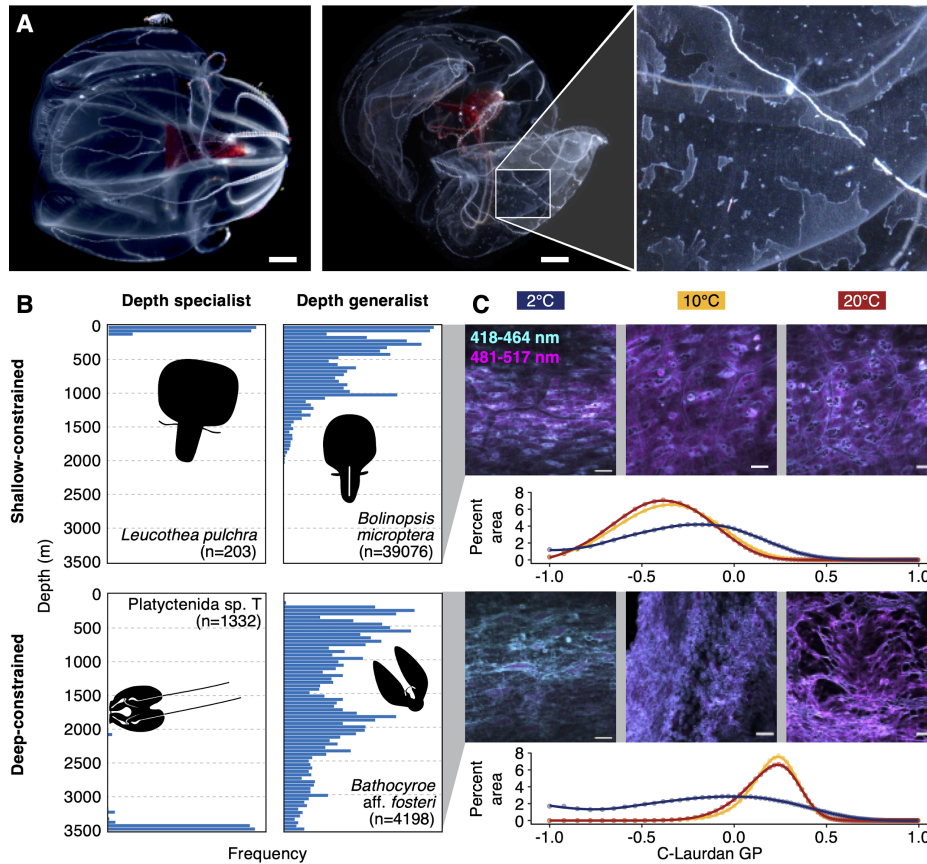 A
B
Depth specialist
Depth generalist
C
2°C
10°C
20°C
Shallow-constrained
Deep-constrained
Depth (m)
0
500
1000
1500
2000
2500
3000
3500
Leucothea pulchra
(n=203)
Bolinopsis
microptera
(n=39076)
418-464 nm
481-517 nm
Percent
area
8
6
4
2
0
-1.0
-0.5
0.0
0.5
1.0
0
500
1000
1500
2000
2500
3000
3500
Platyctenida sp. T
(n=1332)
Bathocyroe
aff. fosteri
(n=4198)
Frequency
Percent
area
8
6
4
2
0
-1.0
-0.5
0.0
0.5
1.0
C-Laurdan GP